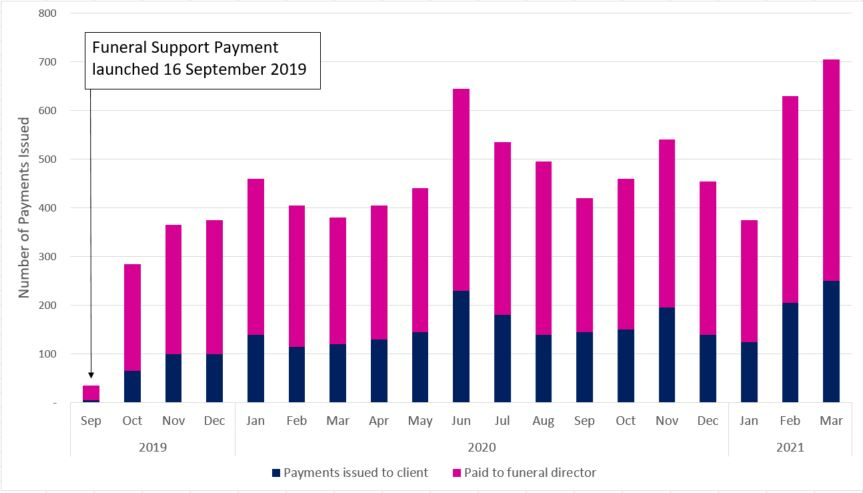 800
Funeral Support Payment
launched 16 September 2019
700
600
500
400
300
200
100
-
Number of Payments Issued
Sep Oct Nov Dec Jan Feb Mar Apr May Jun Jul Aug Sep Oct Nov Dec Jan Feb Mar
2019 2020 2021
Payments issued to client Paid to funeral director